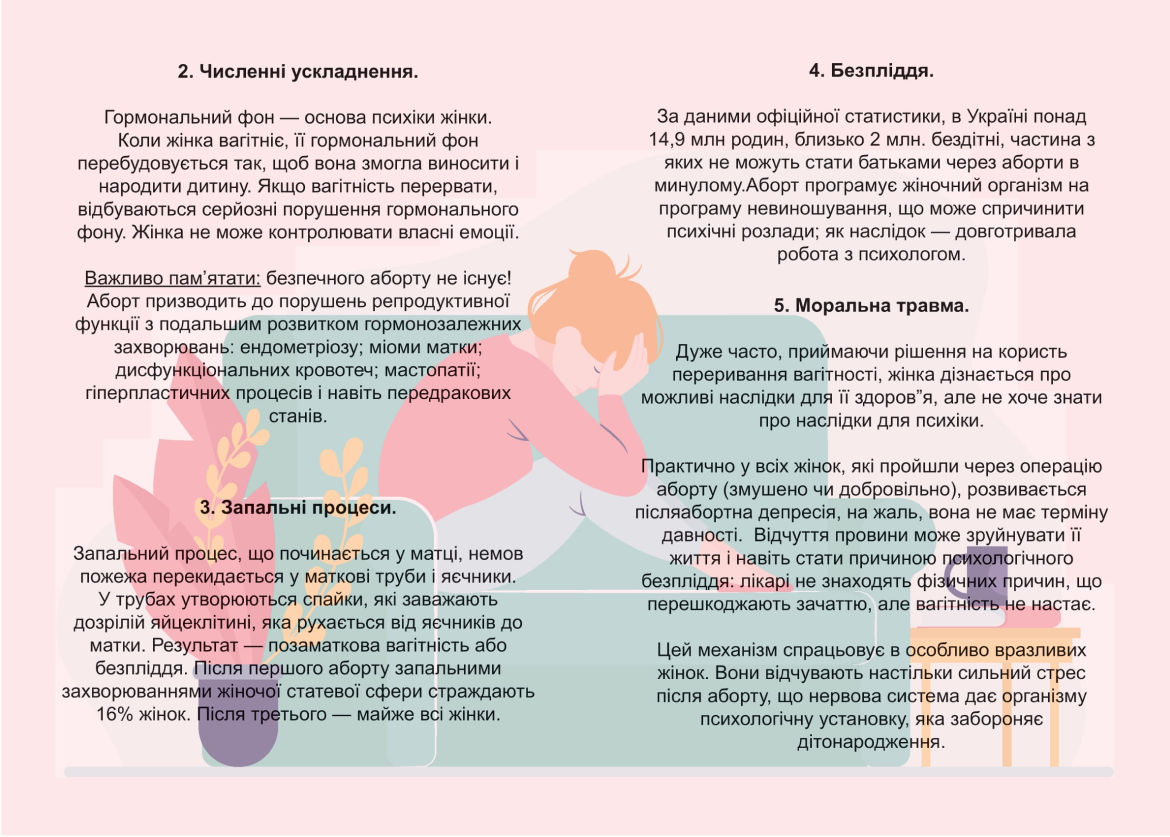 2. Численні ускладнення.
Гормональний фон — основа психіки жінки.
Коли жінка вагітніє, її гормональний фон
перебудовується так, щоб вона змогла виносити і
народити дитину. Якщо вагітність перервати,
відбуваються серйозні порушення гормонального
фону. Жінка не може контролювати власні емоції.
Важливо пам’ятати: безпечного аборту не існує!
Аборт призводить до порушень репродуктивної
функції з подальшим розвитком гормонозалежних
захворювань: ендометріозу; міоми матки;
дисфункціональних кровотеч; мастопатії;
гіперпластичних процесів і навіть передракових
станів.
3. Запальні процеси.
Запальний процес, що починається у матці, немов
пожежа перекидається у маткові труби і яєчники.
У трубах утворюються спайки, які заважають
дозрілій яйцеклітині, яка рухається від яєчників до
матки. Результат — позаматкова вагітність або
безпліддя. Після першого аборту запальними
захворюваннями жіночої статевої сфери страждають
16% жінок. Після третього — майже всі жінки.
4. Безпліддя.
За даними офіційної статистики, в Україні понад
14,9 млн родин, близько 2 млн. бездітні, частина з
яких не можуть стати батьками через аборти в
минулому.Аборт програмує жіночний організм на
програму невиношування, що може спричинити
психічні розлади; як наслідок — довготривала
робота з психологом.
5. Моральна травма.
Дуже часто, приймаючи рішення на користь
переривання вагітності, жінка дізнається про
можливі наслідки для її здоров”я, але не хоче знати
про наслідки для психіки.
Практично у всіх жінок, які пройшли через операцію
аборту (змушено чи добровільно), розвивається
післяабортна депресія, на жаль, вона не має терміну
давності.  Відчуття провини може зруйнувати її
життя і навіть стати причиною психологічного
безпліддя: лікарі не знаходять фізичних причин, що
перешкоджають зачаттю, але вагітність не настає.
Цей механізм спрацьовує в особливо вразливих
жінок. Вони відчувають настільки сильний стрес
після аборту, що нервова система дає організму
психологічну установку, яка забороняє
дітонародження.